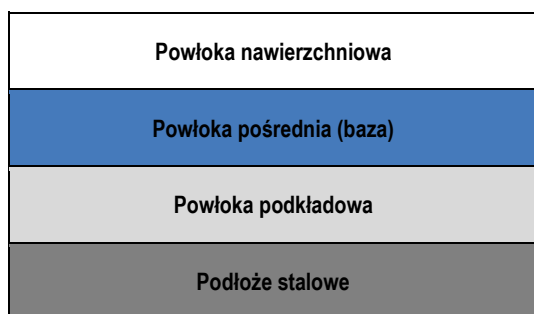 Powłoka nawierzchniowa
Powłoka pośrednia (baza)
Powłoka podkładowa
Podłoże stalowe